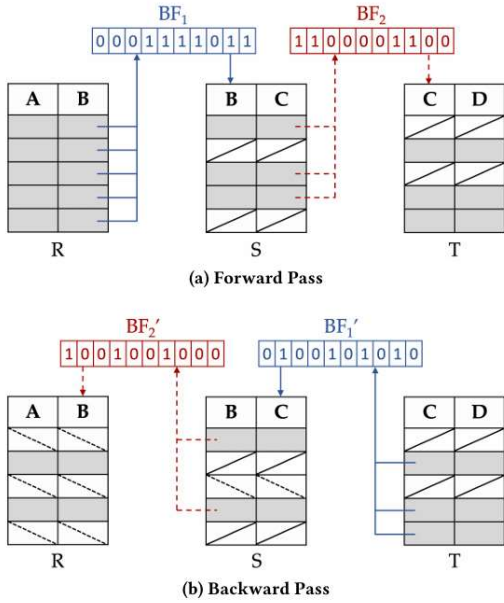 BF₁ BF₂
0 0 0 1 1 1 1 0 1 1 1 1 0 0 0 0 1 1 0 0
A B B C C D
R S T
(a) Forward Pass
BF₂′ BF₁′
1 0 0 1 0 0 1 0 0 0 0 1 0 0 1 0 1 0 1 0
A B B C C D
R S T
(b) Backward Pass